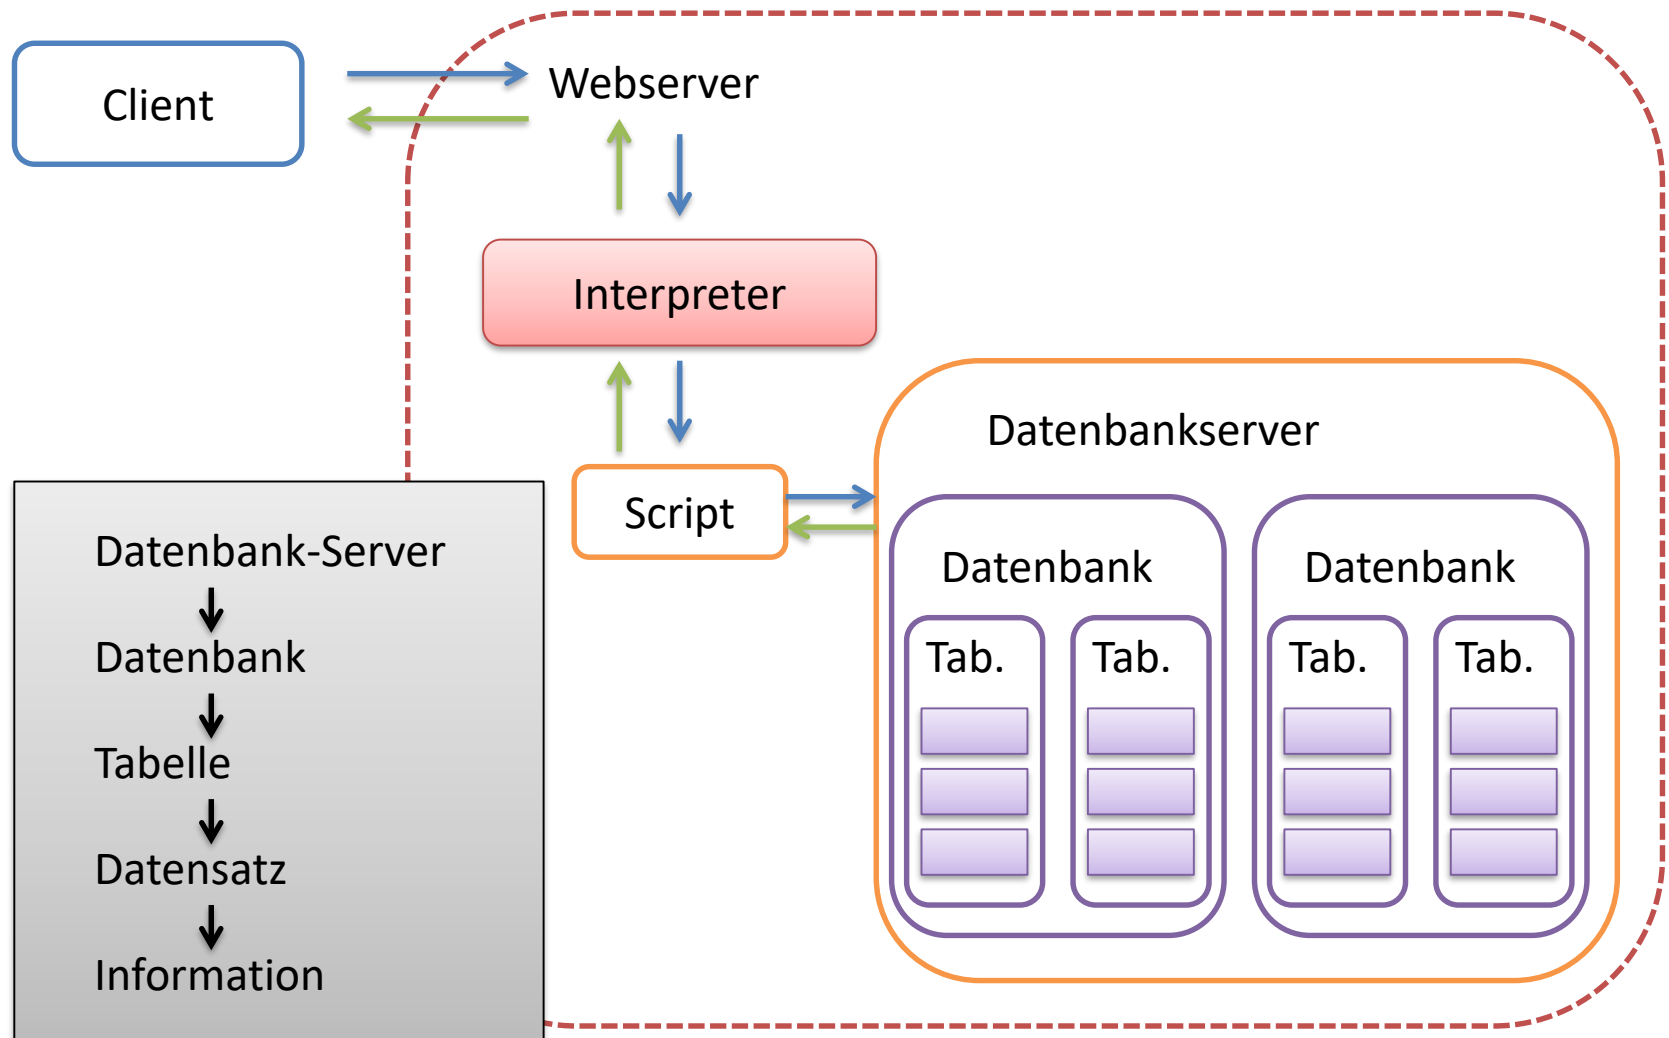 Client
Webserver
Interpreter
Script
Datenbankserver
Datenbank
Tab.
Tab.
Datenbank
Tab.
Tab.
Datenbank-Server
Datenbank
Tabelle
Datensatz
Information